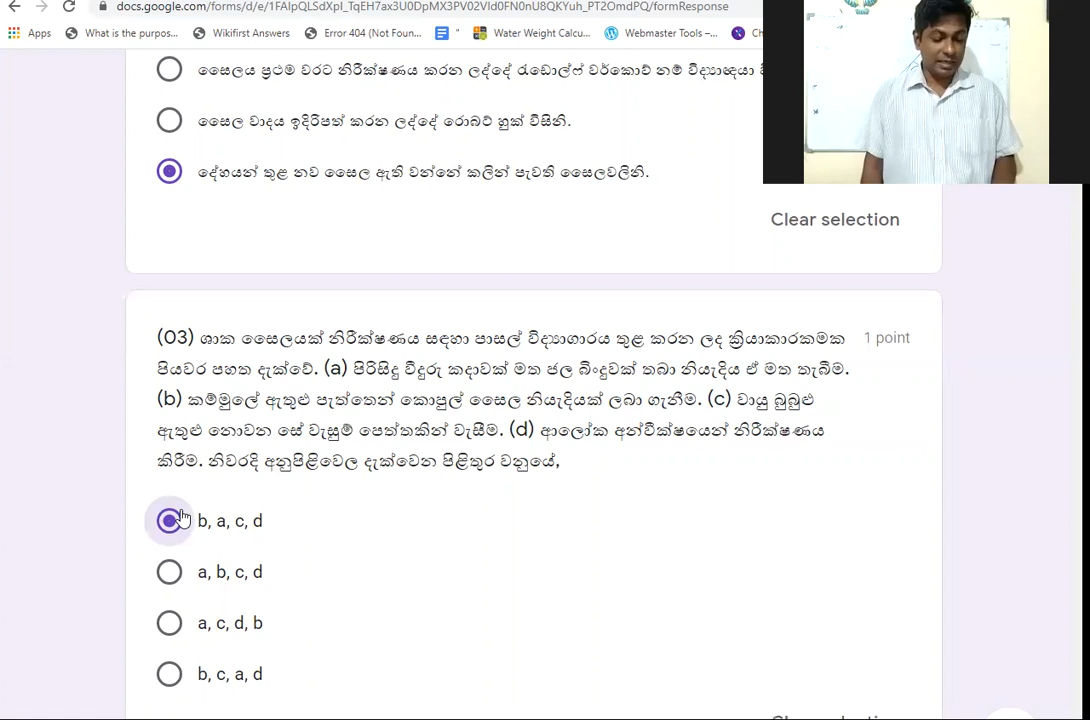 docs.google.com/forms/d/e/1FAIpQLSdXpI_TqEH7ax3U0DpMX3PV02VId0FN0nU8QKYuh_PT2OmdPQ/formResponse
Apps What is the purpos... Wikifirst Answers Error 404 (Not Foun... " Water Weight Calcu... Webmaster Tools –... Ch
සෛලය ප්‍රථම වරට නිරීක්ෂණය කරන ලද්දේ රුඩොල්ෆ් වර්කොව් නම් විද්‍යාඥයා
සෛල වාදය ඉදිරිපත් කරන ලද්දේ රොබට් හුක් විසිනි.
දේහයන් තුළ නව සෛල ඇති වන්නේ කලින් පැවති සෛලවලිනි.
Clear selection
(03) ශාක සෛලයක් නිරීක්ෂණය සඳහා පාසල් විද්‍යාගාරය තුළ කරන ලද ක්‍රියාකාරකමක
1 point
පියවර පහත දැක්වේ. (a) පිරිසිදු වීදුරු කදාවක් මත ජල බිංදුවක් තබා නියැදිය ඒ මත තැබීම.
(b) කම්මුලේ ඇතුළු පැත්තෙන් කොපුල් සෛල නියැදියක් ලබා ගැනීම. (c) වායු බුබුළු
ඇතුළු නොවන සේ වැසුම් පෙත්තකින් වැසීම. (d) ආලෝක අන්වීක්ෂයෙන් නිරීක්ෂණය
කිරීම. නිවරදි අනුපිළිවෙල දැක්වෙන පිළිතුර වනුයේ,
b, a, c, d
a, b, c, d
a, c, d, b
b, c, a, d